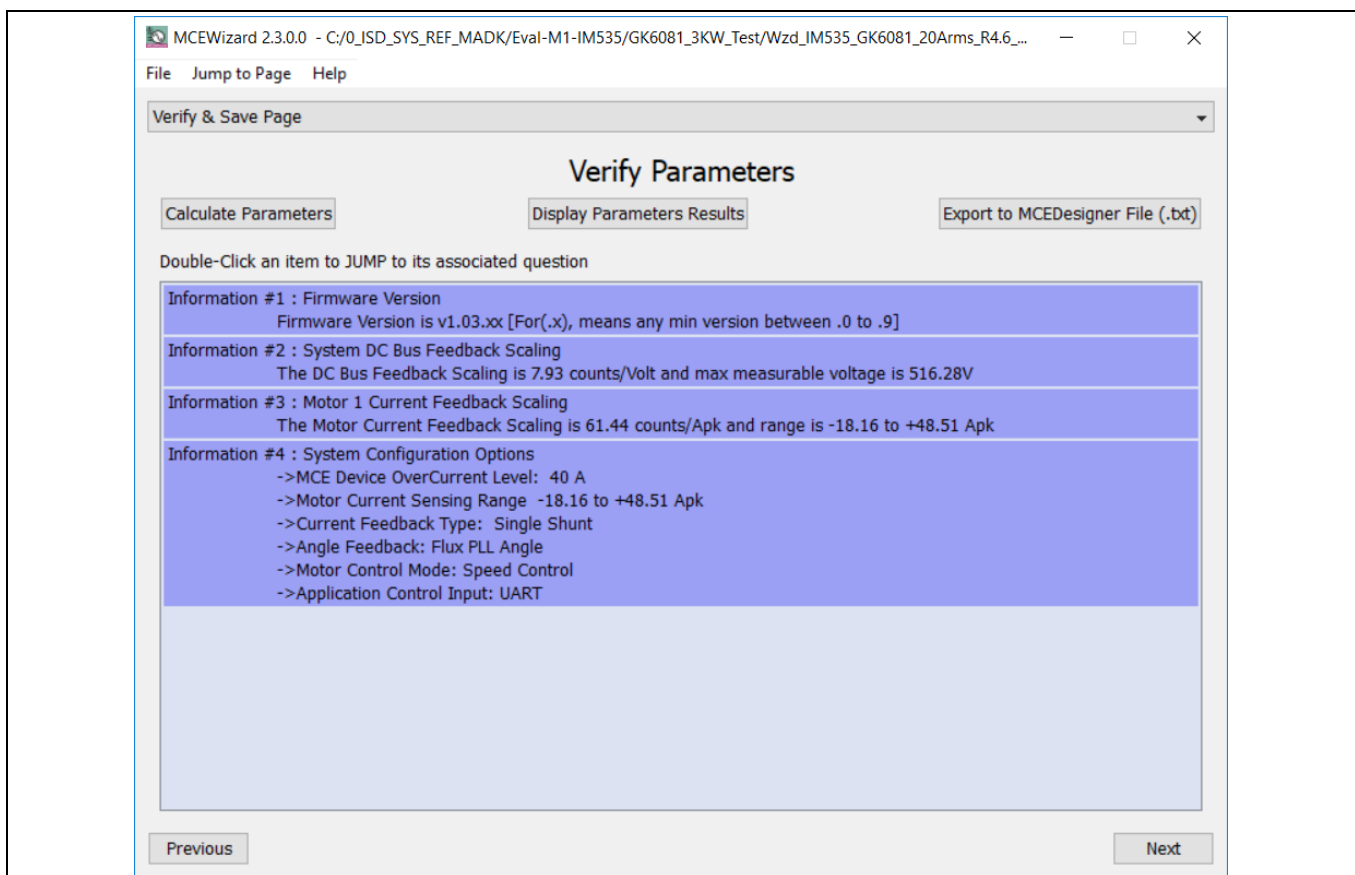 MCEWizard 2.3.0.0 - C:/0_ISD_SYS_REF_MADK/Eval-M1-IM535/GK6081_3KW_Test/Wzd_IM535_GK6081_20Arms_R4.6_...
File Jump to Page Help
Verify & Save Page
Verify Parameters
Calculate Parameters Display Parameters Results Export to MCEDesigner File (.txt)
Double-Click an item to JUMP to its associated question
Information #1 : Firmware Version
Firmware Version is v1.03.xx [For(.x), means any min version between .0 to .9]
Information #2 : System DC Bus Feedback Scaling
The DC Bus Feedback Scaling is 7.93 counts/Volt and max measurable voltage is 516.28V
Information #3 : Motor 1 Current Feedback Scaling
The Motor Current Feedback Scaling is 61.44 counts/Apk and range is -18.16 to +48.51 Apk
Information #4 : System Configuration Options
->MCE Device OverCurrent Level: 40 A
->Motor Current Sensing Range -18.16 to +48.51 Apk
->Current Feedback Type: Single Shunt
->Angle Feedback: Flux PLL Angle
->Motor Control Mode: Speed Control
->Application Control Input: UART
Previous Next